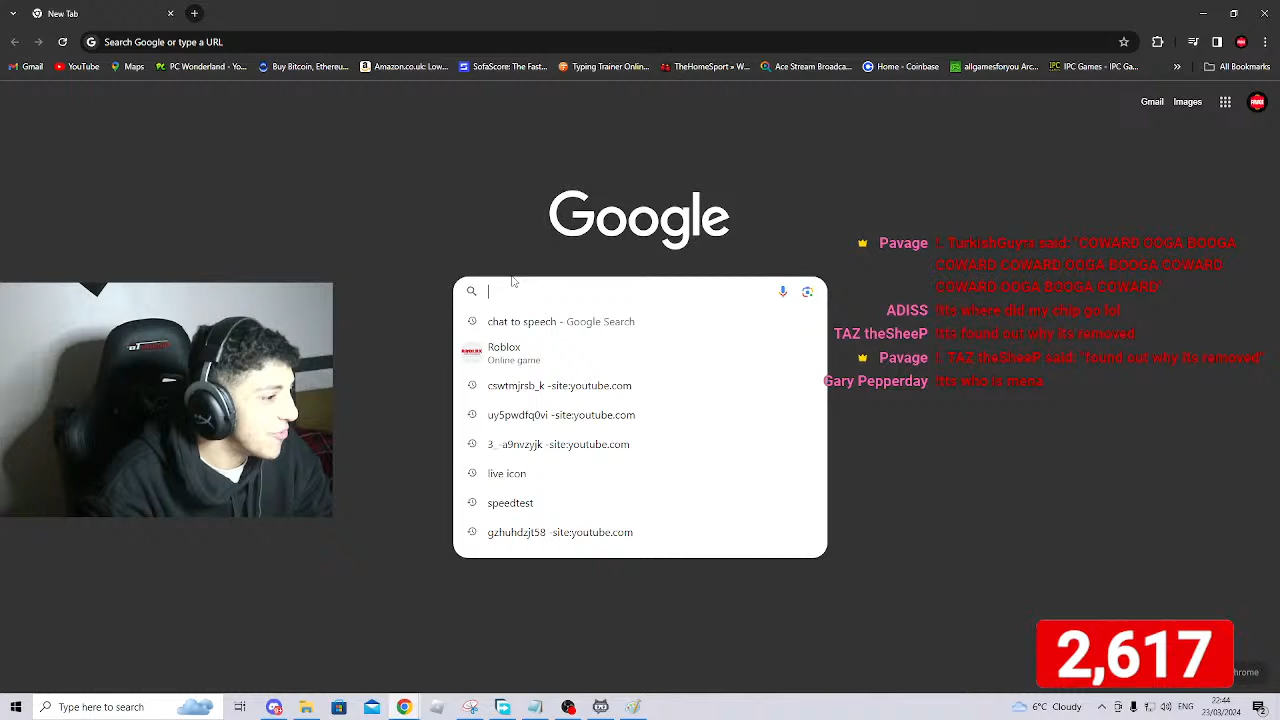 New Tab
Search Google or type a URL
Gmail
YouTube
Maps
PC Wonderland - Yo...
Buy Bitcoin, Ethereu...
Amazon.co.uk: Low...
SofaScore: The Fast...
Typing Trainer Onlin...
TheHomeSport » W...
Ace Stream Broadca...
Home - Coinbase
allgamesforyou Arc...
IPC Games - IPC Ga...
All Bookmarks
Gmail Images
Google
chat to speech - Google Search
Roblox
Online game
cswtmjrsb_k -site:youtube.com
uy5pwdfq0vi -site:youtube.com
3_-a9nvzyjk -site:youtube.com
live icon
speedtest
gzhuhdzjt58 -site:youtube.com
Pavage !. TurkishGuyra said: 'COWARD OOGA BOOGA
COWARD COWARD OOGA BOOGA COWARD
COWARD OOGA BOOGA COWARD'
ADISS !tts where did my chip go lol
TAZ theSheeP !tts found out why its removed
Pavage !. TAZ theSheeP said: 'found out why its removed'
Gary Pepperday !tts who is mena
2,617
hrome
Type here to search
6°C Cloudy
ENG
22:44
23/03/2024